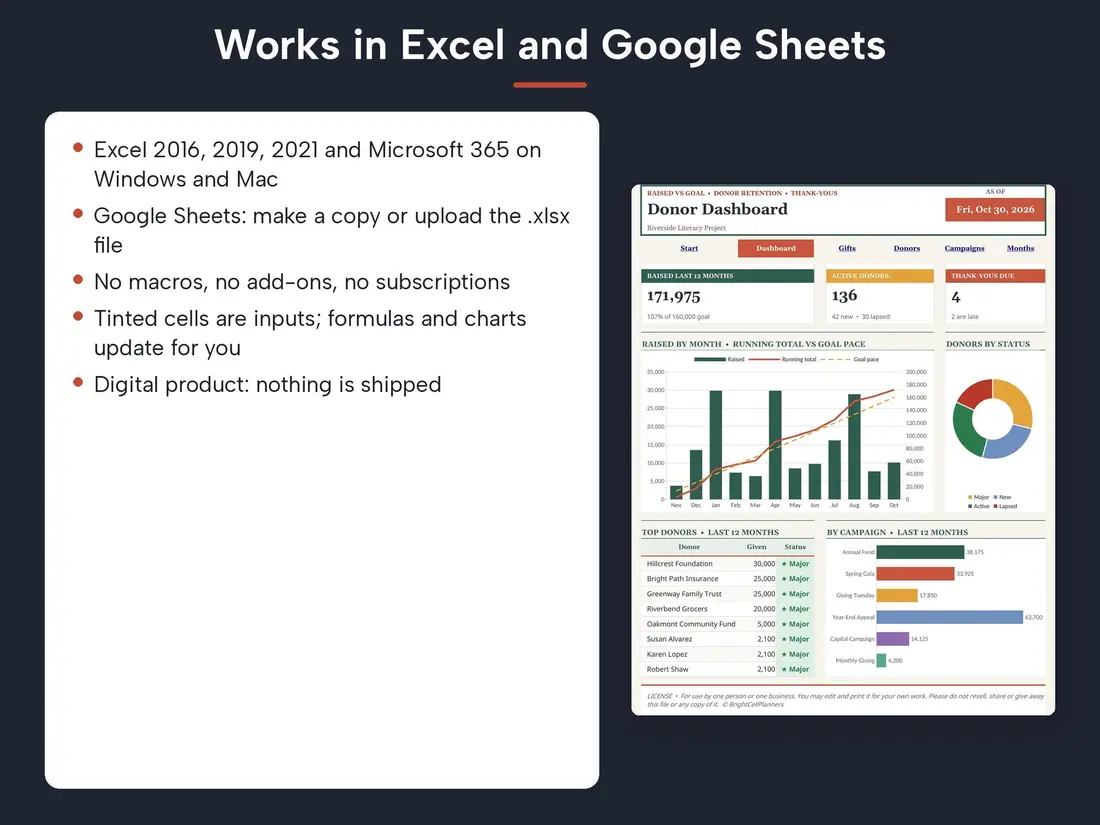 Works in Excel and Google Sheets
Excel 2016, 2019, 2021 and Microsoft 365 on
Windows and Mac
Google Sheets: make a copy or upload the .xlsx
file
No macros, no add-ons, no subscriptions
Tinted cells are inputs; formulas and charts
update for you
Digital product: nothing is shipped
RAISED VS GOAL • DONOR RETENTION • THANK-YOUS
AS OF
Donor Dashboard
Fri, Oct 30, 2026
Riverside Literacy Project
Start Dashboard Gifts Donors Campaigns Months
RAISED LAST 12 MONTHS ACTIVE DONORS THANK-YOUS DUE
171,975 136 4
107% of 160,000 goal 42 new • 30 lapsed 2 are late
RAISED BY MONTH • RUNNING TOTAL VS GOAL PACE DONORS BY STATUS
Raised Running total Goal pace
35,000 200,000
30,000 180,000
25,000 160,000
20,000 140,000
15,000 120,000
10,000 100,000
5,000 80,000
0 60,000
40,000
20,000
0
Nov Dec Jan Feb Mar Apr May Jun Jul Aug Sep Oct
Major New
Active Lapsed
TOP DONORS • LAST 12 MONTHS
Donor Given Status
Hillcrest Foundation 30,000 ★ Major
Bright Path Insurance 25,000 ★ Major
Greenway Family Trust 25,000 ★ Major
Riverbend Grocers 20,000 ★ Major
Oakmont Community Fund 5,000 ★ Major
Susan Alvarez 2,100 ★ Major
Karen Lopez 2,100 ★ Major
Robert Shaw 2,100 ★ Major
BY CAMPAIGN • LAST 12 MONTHS
Annual Fund 38,175
Spring Gala 33,925
Giving Tuesday 17,850
Year-End Appeal 63,700
Capital Campaign 14,125
Monthly Giving 4,200
LICENSE • For use by one person or one business. You may edit and print it for your own work. Please do not resell, share or give away
this file or any copy of it. © BrightCellPlanners